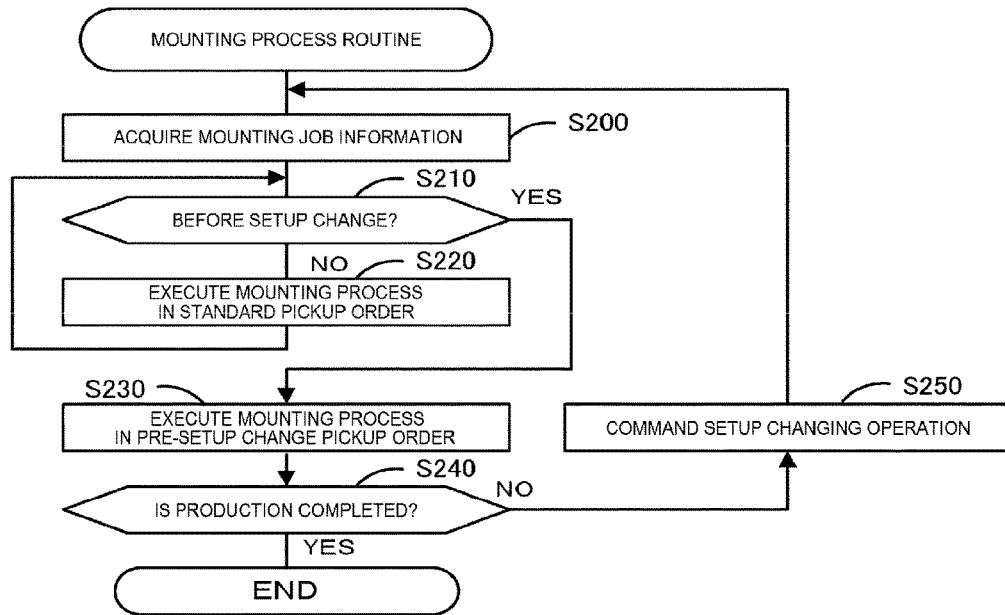 MOUNTING PROCESS ROUTINE
ACQUIRE MOUNTING JOB INFORMATION
S200
S210
YES
BEFORE SETUP CHANGE?
NO
S220
EXECUTE MOUNTING PROCESS
IN STANDARD PICKUP ORDER
S230
S250
EXECUTE MOUNTING PROCESS
IN PRE-SETUP CHANGE PICKUP ORDER
COMMAND SETUP CHANGING OPERATION
S240
NO
IS PRODUCTION COMPLETED?
YES
END